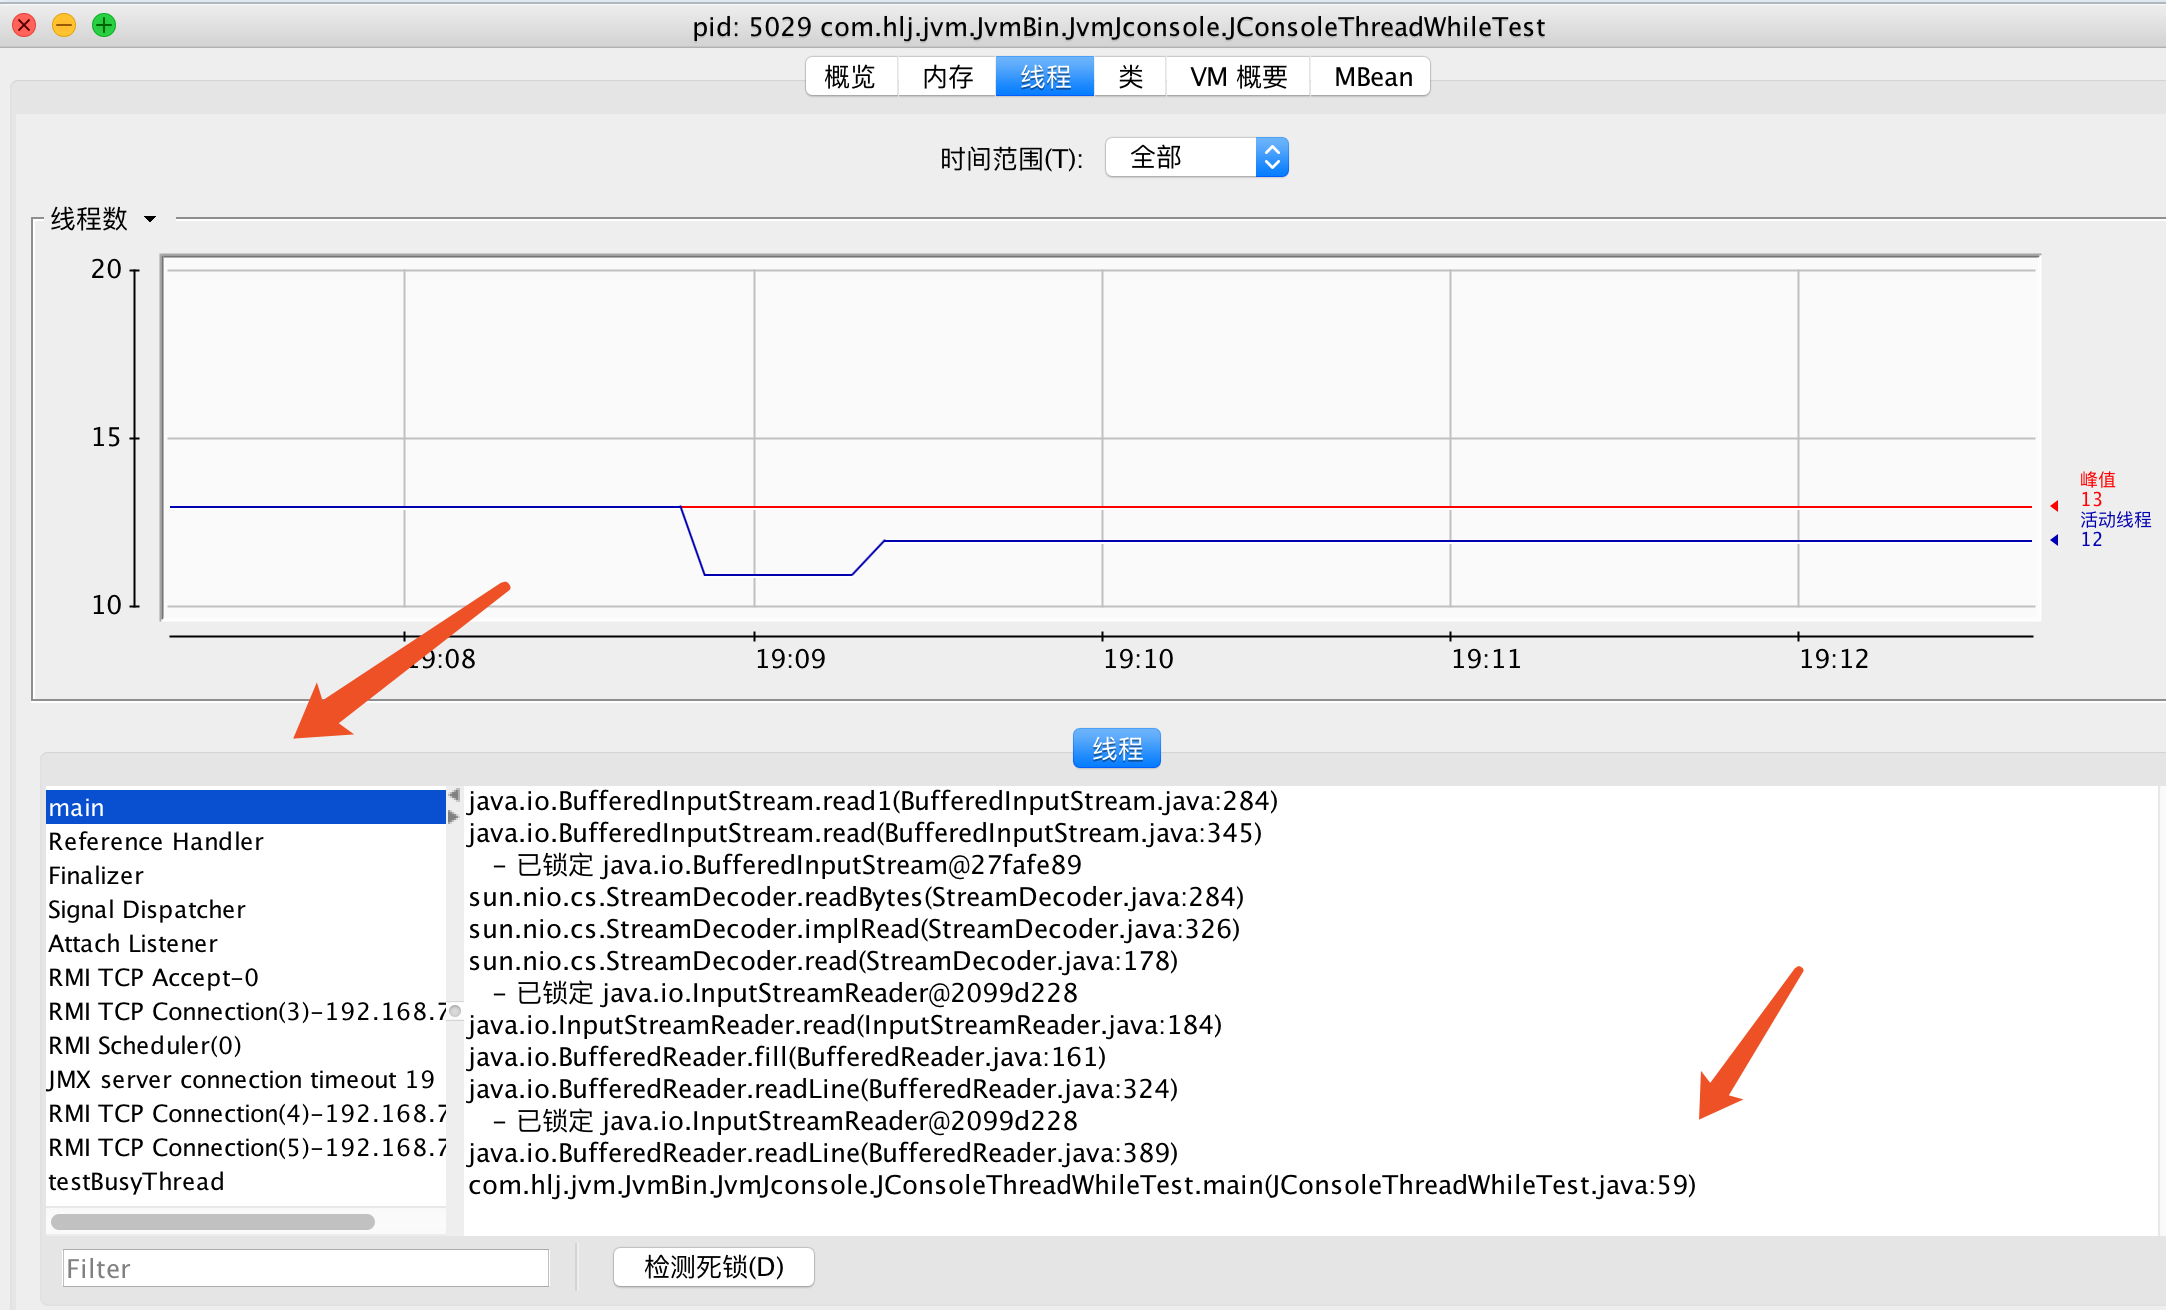 pid: 5029 com.hlj.jvm.JvmBin.JvmJconsole.JConsoleThreadWhileTest
概览 内存 线程 类 VM 概要 MBean
时间范围(T): 全部
线程数
20
15
10
峰值
13
活动线程
12
19:08 19:09 19:10 19:11 19:12
线程
main
Reference Handler
Finalizer
Signal Dispatcher
Attach Listener
RMI TCP Accept-0
RMI TCP Connection(3)-192.168.7
RMI Scheduler(0)
JMX server connection timeout 19
RMI TCP Connection(4)-192.168.7
RMI TCP Connection(5)-192.168.7
testBusyThread
java.io.BufferedInputStream.read1(BufferedInputStream.java:284)
java.io.BufferedInputStream.read(BufferedInputStream.java:345)
- 已锁定 java.io.BufferedInputStream@27fafe89
sun.nio.cs.StreamDecoder.readBytes(StreamDecoder.java:284)
sun.nio.cs.StreamDecoder.implRead(StreamDecoder.java:326)
sun.nio.cs.StreamDecoder.read(StreamDecoder.java:178)
- 已锁定 java.io.InputStreamReader@2099d228
java.io.InputStreamReader.read(InputStreamReader.java:184)
java.io.BufferedReader.fill(BufferedReader.java:161)
java.io.BufferedReader.readLine(BufferedReader.java:324)
- 已锁定 java.io.InputStreamReader@2099d228
java.io.BufferedReader.readLine(BufferedReader.java:389)
com.hlj.jvm.JvmBin.JvmJconsole.JConsoleThreadWhileTest.main(JConsoleThreadWhileTest.java:59)
Filter
检测死锁(D)